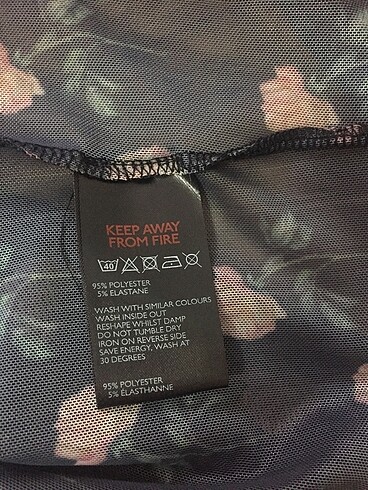 KEEP AWAY
FROM FIRE
40
95% POLYESTER
5% ELASTANE
WASH WITH SIMILAR COLOURS
WASH INSIDE OUT
RESHAPE WHILST DAMP
DO NOT TUMBLE DRY
IRON ON REVERSE SIDE
SAVE ENERGY, WASH AT
30 DEGREES
95% POLYESTER
5% ÉLASTHANNE